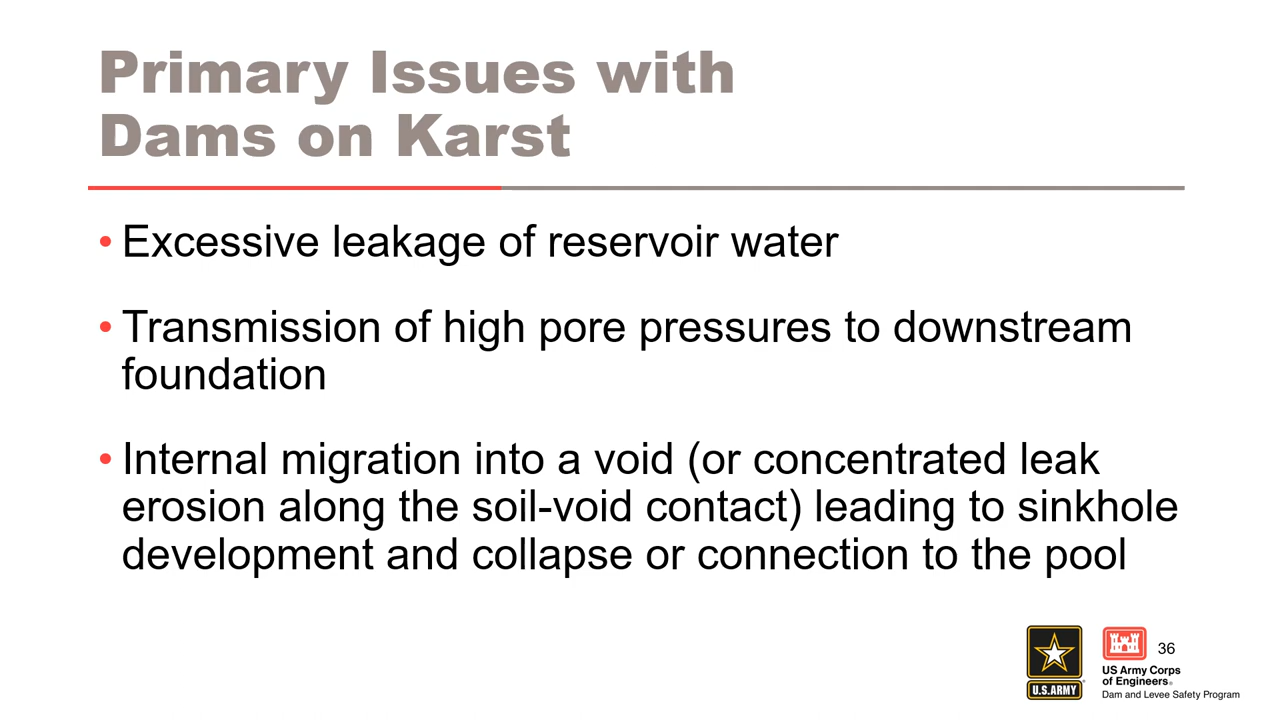 Primary Issues with
Dams on Karst
• Excessive leakage of reservoir water
• Transmission of high pore pressures to downstream
foundation
• Internal migration into a void (or concentrated leak
erosion along the soil-void contact) leading to sinkhole
development and collapse or connection to the pool
U.S.ARMY
36
US Army Corps
of Engineers®
Dam and Levee Safety Program